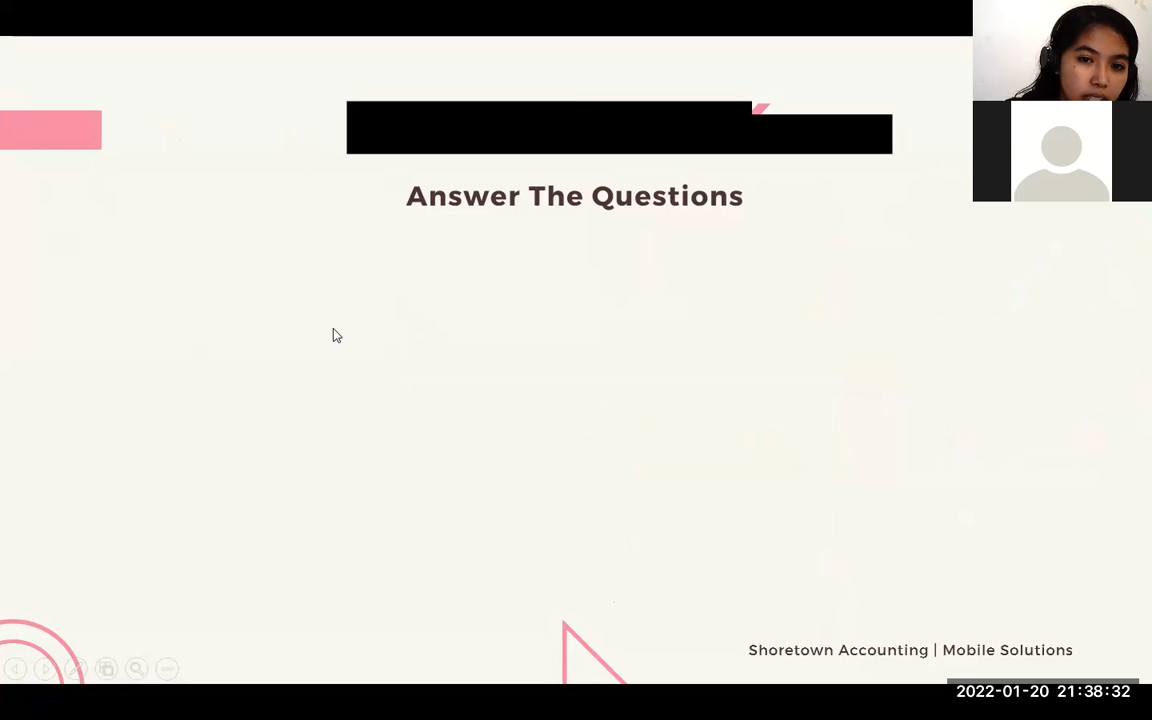 Answer The Questions
Shoretown Accounting | Mobile Solutions
2022-01-20 21:38:32